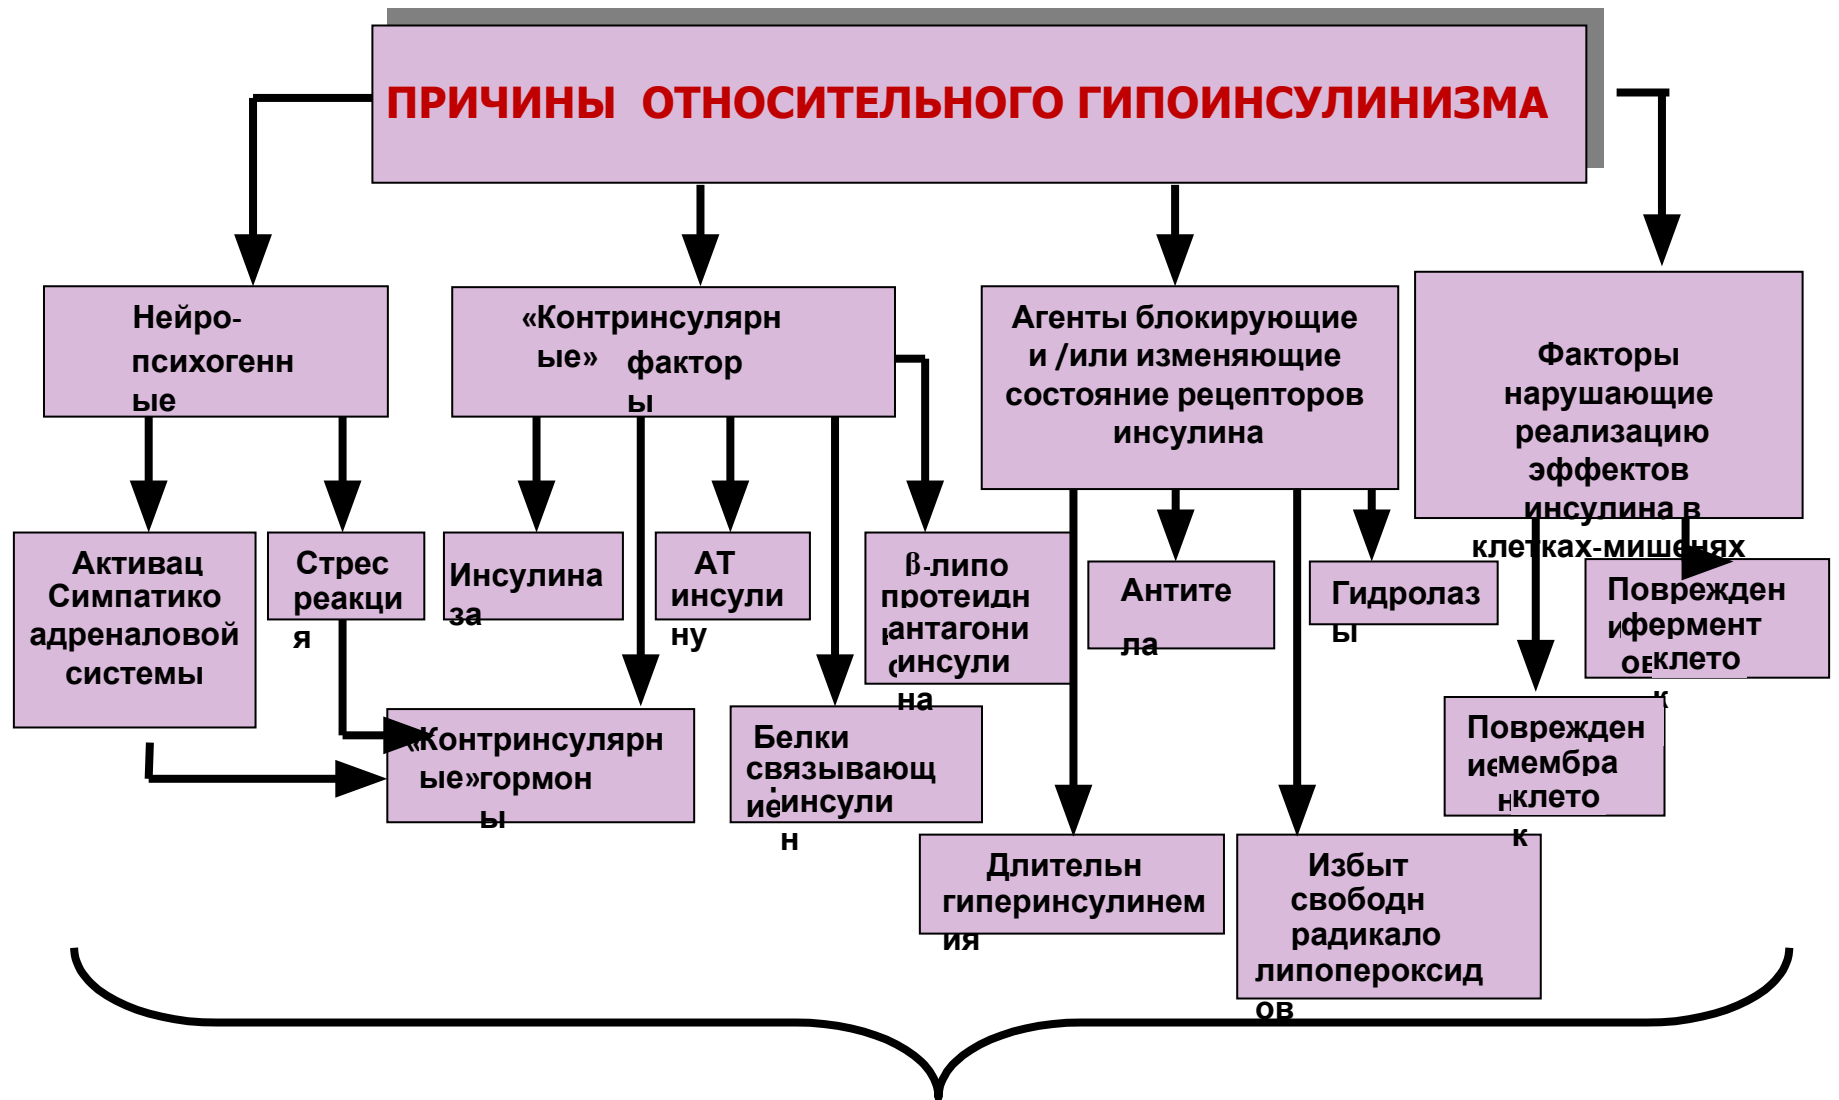 ПРИЧИНЫ ОТНОСИТЕЛЬНОГО ГИПОИНСУЛИНИЗМА
Нейро-
психогенн
ые
«Контринсулярн
ые» фактор
ы
Агенты блокирующие
и /или изменяющие
состояние рецепторов
инсулина
Факторы
нарушающие
реализацию
эффектов
инсулина в
клетках-мишенях
Активац
Симпатико
адреналовой
системы
Стрес
реакци
я
Инсулина
за
АТ
инсули
ну
β-липо
протеидн
антагони
инсули
на
Антите
ла
Гидролаз
ы
Поврежден
и
фермент
ов
клето
к
«Контринсулярн
ые»гормон
ы
Белки
связывающ
ие
инсули
н
Поврежден
ие
мембра
н
клето
к
Длительн
гиперинсулинем
ия
Избыт
свободн
радикало
липопероксид
ов